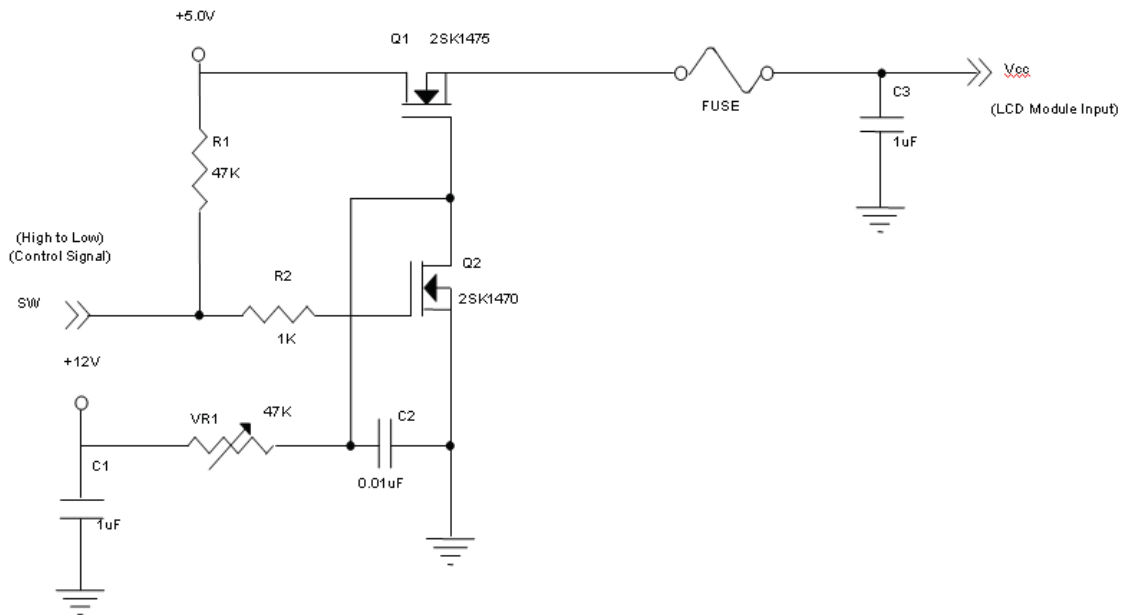 +5.0V
Q1 2SK1475
Vcc
C3
FUSE
(LCD Module Input)
R1
1uF
47K
(High to Low)
(Control Signal)
R2
Q2
SW
2SK1470
1K
+12V
VR1
47K
C2
C1
0.01uF
1uF